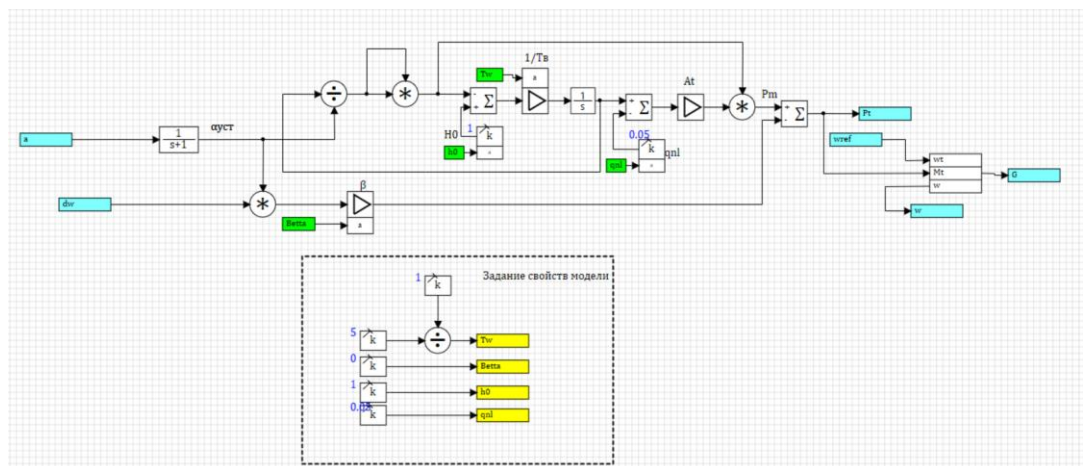 1/Tв
Tw
a
At
Pm
αуст
1
s+1
a
H0
1
k
h0
Σ
1
s
Σ
0.05
k
qnl
qnl
Σ
Pt
wref
wt
Mt
w
G
w
dw
β
Betta
a
1
k
Задание свойств модели
5
k
Tw
0
k
Betta
1
k
h0
k
qnl